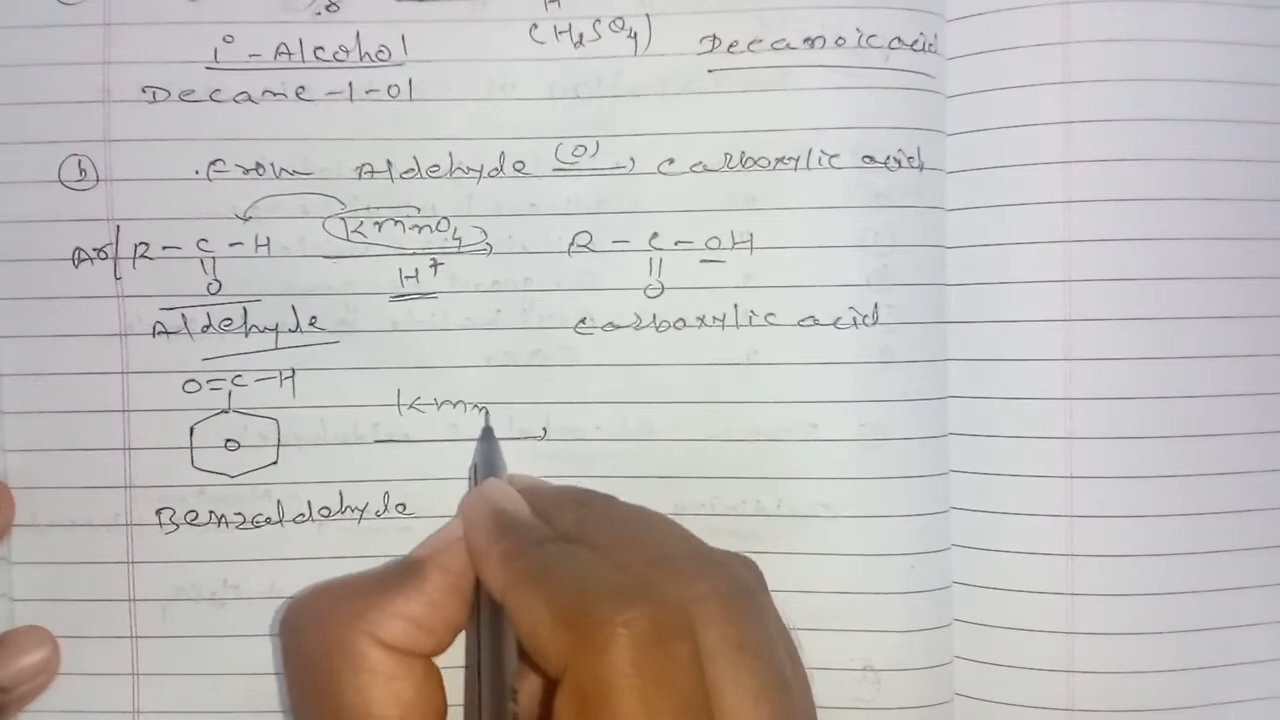 .8
H
(H2SO4)
1° - Alcohol
Decanoic acid
Decane-1-ol
(b) .from Aldehyde (O) → Carboxylic acid
Ar/R-C-H KMnO4 → R-C-OH
|| H+ ||
O O
Aldehyde carboxylic acid
O=C-H
KMn
Benzaldehyde